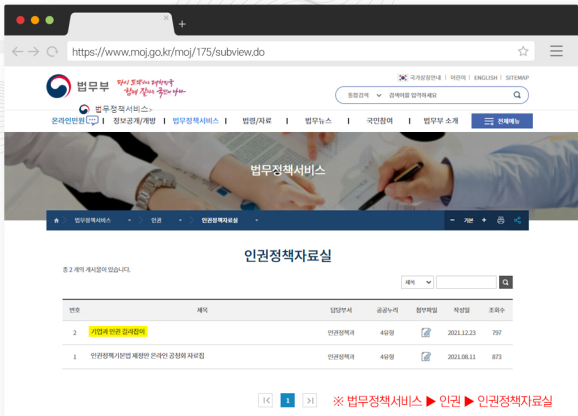 https://www.moj.go.kr/moj/175/subview.do
국가상징안내 | 어린이 | ENGLISH | SITEMAP
법무부
통합검색 검색어를 입력하세요
법무정책서비스>
온라인민원 | 정보공개/개방 | 법무정책서비스 | 법령/자료 | 법무뉴스 | 국민참여 | 법무부 소개 전체메뉴
법무정책서비스
법무정책서비스 인권 인권정책자료실 - 기본 +
인권정책자료실
총 2 개의 게시물이 있습니다.
제목
번호 제목 담당부서 공공누리 첨부파일 작성일 조회수
2 기업과 인권 길라잡이 인권정책과 4유형 2021.12.23 797
1 인권정책기본법 제정안 온라인 공청회 자료집 인권정책과 4유형 2021.08.11 873
1
※ 법무정책서비스 ▶ 인권 ▶ 인권정책자료실